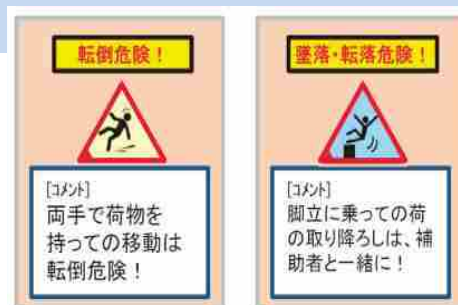 転倒危険！
[コメント]
両手で荷物を
持っての移動は
転倒危険！
墜落・転落危険！
[コメント]
脚立に乗っての荷
の取り降ろしは、補
助者と一緒に！